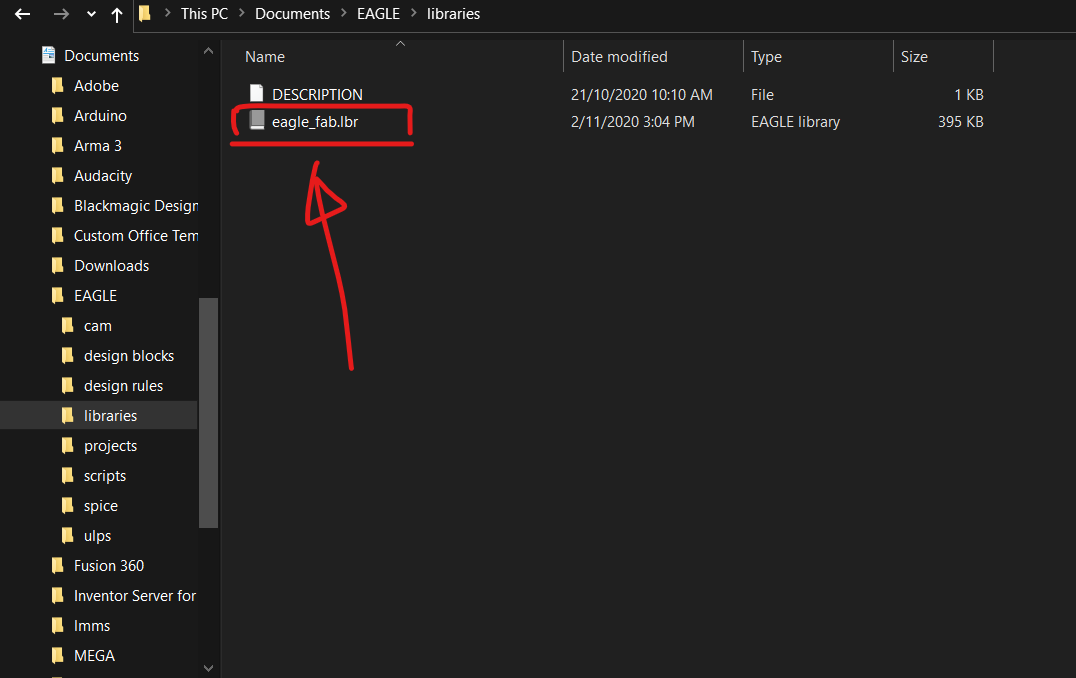 This PC > Documents > EAGLE > libraries
Name Date modified Type Size
DESCRIPTION 21/10/2020 10:10 AM File 1 KB
eagle_fab.lbr 2/11/2020 3:04 PM EAGLE library 395 KB
Documents
Adobe
Arduino
Arma 3
Audacity
Blackmagic Design
Custom Office Tem
Downloads
EAGLE
cam
design blocks
design rules
libraries
projects
scripts
spice
ulps
Fusion 360
Inventor Server for
lmms
MEGA